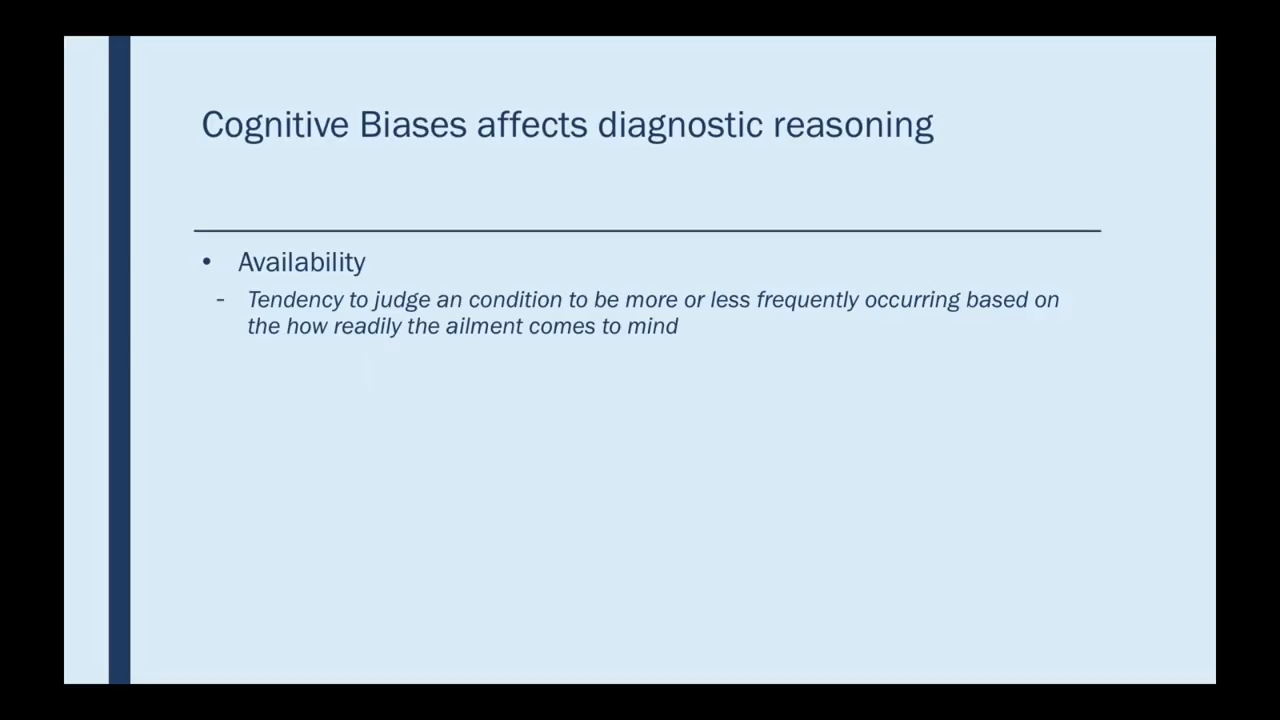 Cognitive Biases affects diagnostic reasoning
• Availability
- Tendency to judge an condition to be more or less frequently occurring based on
the how readily the ailment comes to mind